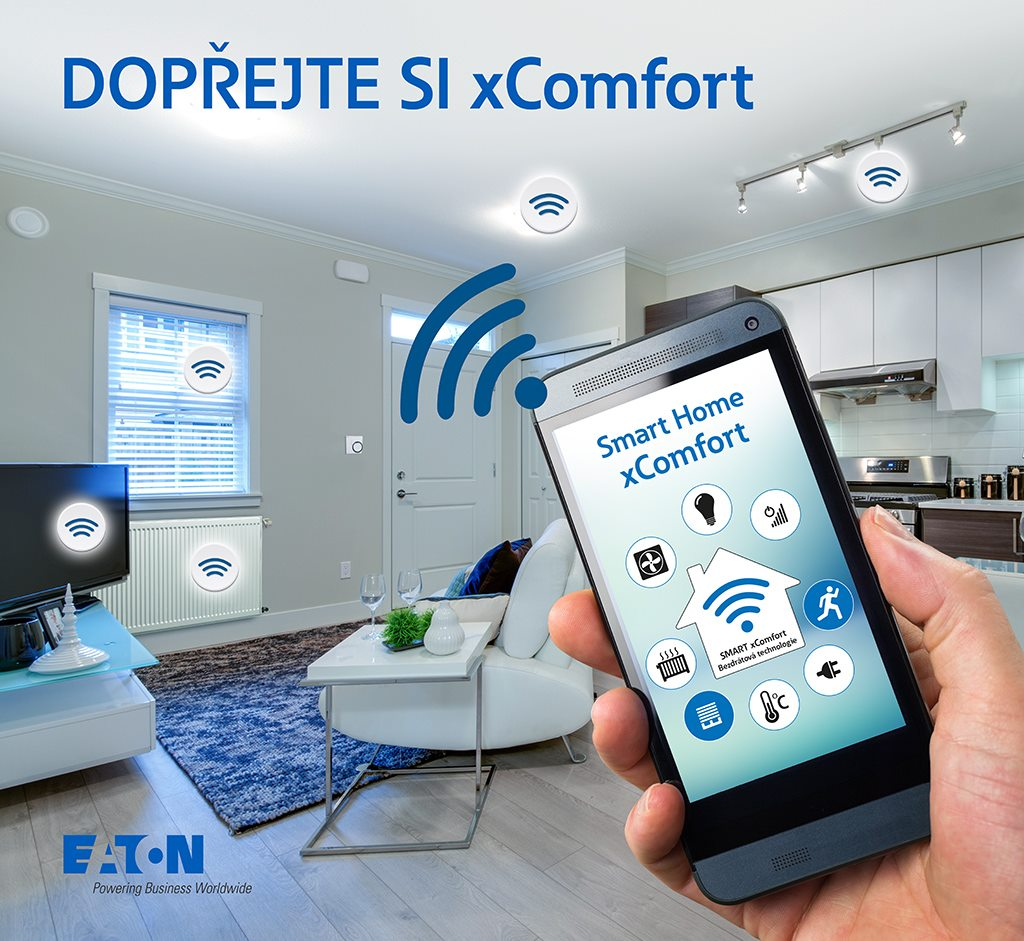 DOPŘEJTE SI xComfort
Smart Home
xComfort
°C
SMART xComfort
Bezdrátová technologie
EATON
Powering Business Worldwide